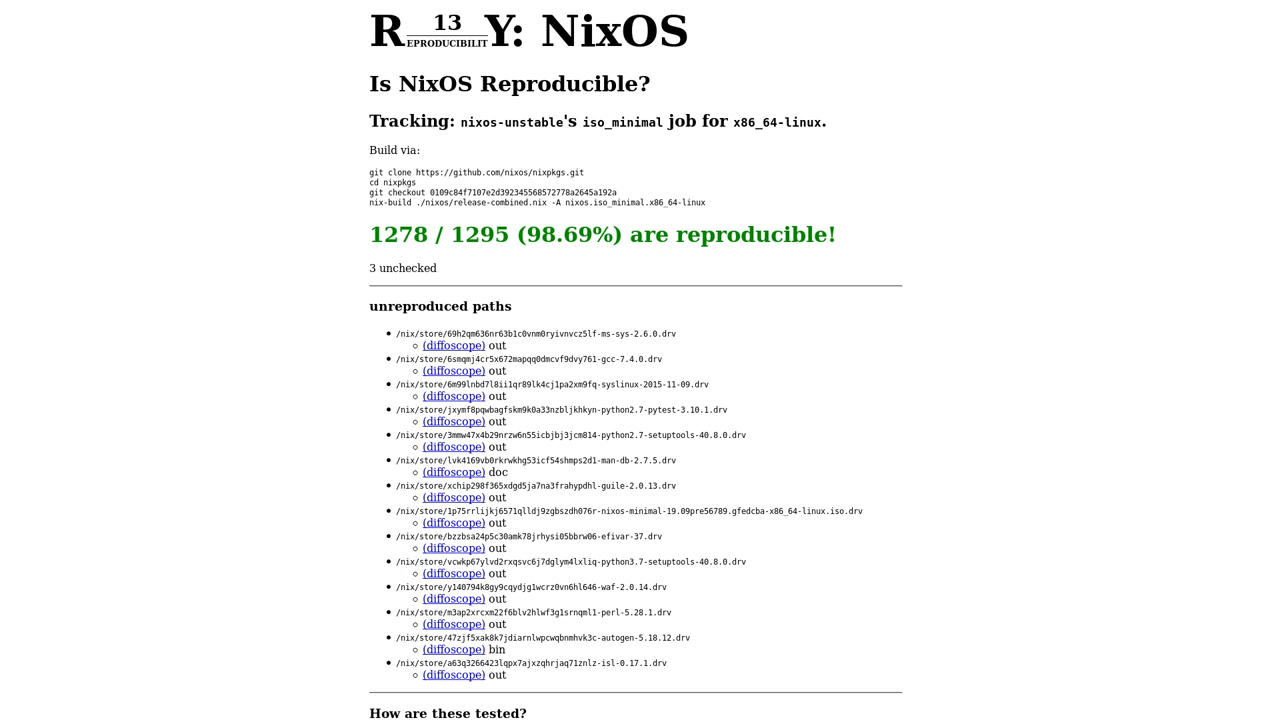 R13EPRODUCIBILITY: NixOS
Is NixOS Reproducible?
Tracking: nixos-unstable's iso_minimal job for x86_64-linux.
Build via:
git clone https://github.com/nixos/nixpkgs.git
cd nixpkgs
git checkout 0109c84f7107e2d392345568572778a2645a192a
nix-build ./nixos/release-combined.nix -A nixos.iso_minimal.x86_64-linux
1278 / 1295 (98.69%) are reproducible!
3 unchecked
unreproduced paths
/nix/store/69h2qm636nr63b1c0vnm0ryivnvcz5lf-ms-sys-2.6.0.drv
(diffoscope) out
/nix/store/6smqmj4cr5x672mapqq0dmcvf9dvy761-gcc-7.4.0.drv
(diffoscope) out
/nix/store/6m99lnbd7l8ii1qr89lk4cj1pa2xm9fq-syslinux-2015-11-09.drv
(diffoscope) out
/nix/store/jxymf8pqwbagfskm9k0a33nzbljkhkyn-python2.7-pytest-3.10.1.drv
(diffoscope) out
/nix/store/3mmw47x4b29nrzw6n55icbjbj3jcm814-python2.7-setuptools-40.8.0.drv
(diffoscope) out
/nix/store/lvk4169vb0rkrwkhg53icf54shmps2d1-man-db-2.7.5.drv
(diffoscope) doc
/nix/store/xchip298f365xdgd5ja7na3frahypdhl-guile-2.0.13.drv
(diffoscope) out
/nix/store/1p75rrlijkj6571qlldj9zgbszdh076r-nixos-minimal-19.09pre56789.gfedcba-x86_64-linux.iso.drv
(diffoscope) out
/nix/store/bzzbsa24p5c30amk78jrhysi05bbrw06-efivar-37.drv
(diffoscope) out
/nix/store/vcwkp67ylvd2rxqsvc6j7dglym4lxliq-python3.7-setuptools-40.8.0.drv
(diffoscope) out
/nix/store/y140794k8gy9cqydjg1wcrz0vn6hl646-waf-2.0.14.drv
(diffoscope) out
/nix/store/m3ap2xrcxm22f6blv2hlwf3g1srnqml1-perl-5.28.1.drv
(diffoscope) out
/nix/store/47zjf5xak8k7jdiarnlwpcwqbnmhvk3c-autogen-5.18.12.drv
(diffoscope) bin
/nix/store/a63q3266423lqpx7ajxzqhrjaq71znlz-isl-0.17.1.drv
(diffoscope) out
How are these tested?